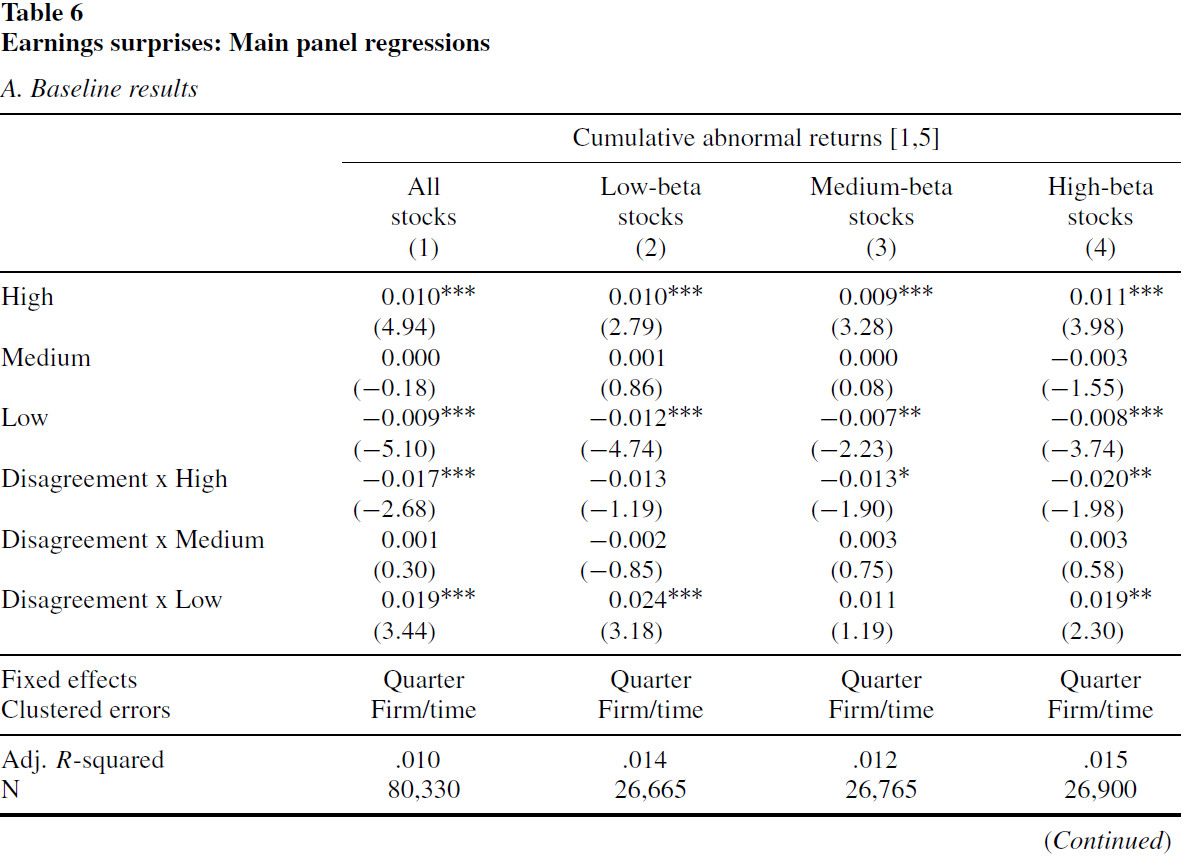 Table 6
Earnings surprises: Main panel regressions
A. Baseline results
Cumulative abnormal returns [1,5]
All Low-beta Medium-beta High-beta
stocks stocks stocks stocks
(1) (2) (3) (4)
High 0.010*** 0.010*** 0.009*** 0.011***
(4.94) (2.79) (3.28) (3.98)
Medium 0.000 0.001 0.000 −0.003
(−0.18) (0.86) (0.08) (−1.55)
Low −0.009*** −0.012*** −0.007** −0.008***
(−5.10) (−4.74) (−2.23) (−3.74)
Disagreement x High −0.017*** −0.013 −0.013* −0.020**
(−2.68) (−1.19) (−1.90) (−1.98)
Disagreement x Medium 0.001 −0.002 0.003 0.003
(0.30) (−0.85) (0.75) (0.58)
Disagreement x Low 0.019*** 0.024*** 0.011 0.019**
(3.44) (3.18) (1.19) (2.30)
Fixed effects Quarter Quarter Quarter Quarter
Clustered errors Firm/time Firm/time Firm/time Firm/time
Adj. R-squared .010 .014 .012 .015
N 80,330 26,665 26,765 26,900
(Continued)